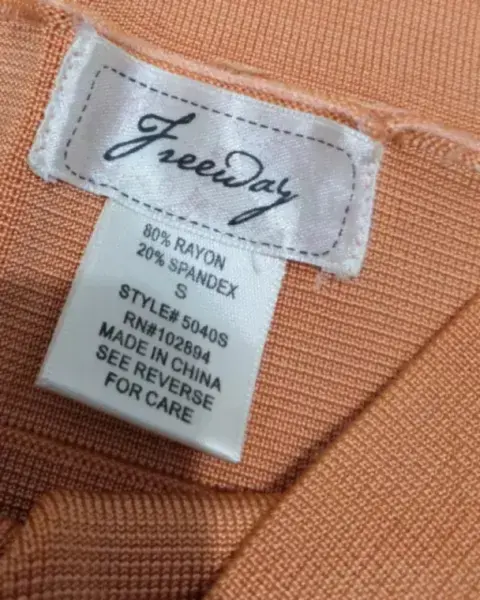 Freeway
80% RAYON
20% SPANDEX
S
STYLE# 5040S
RN#102894
MADE IN CHINA
SEE REVERSE
FOR CARE